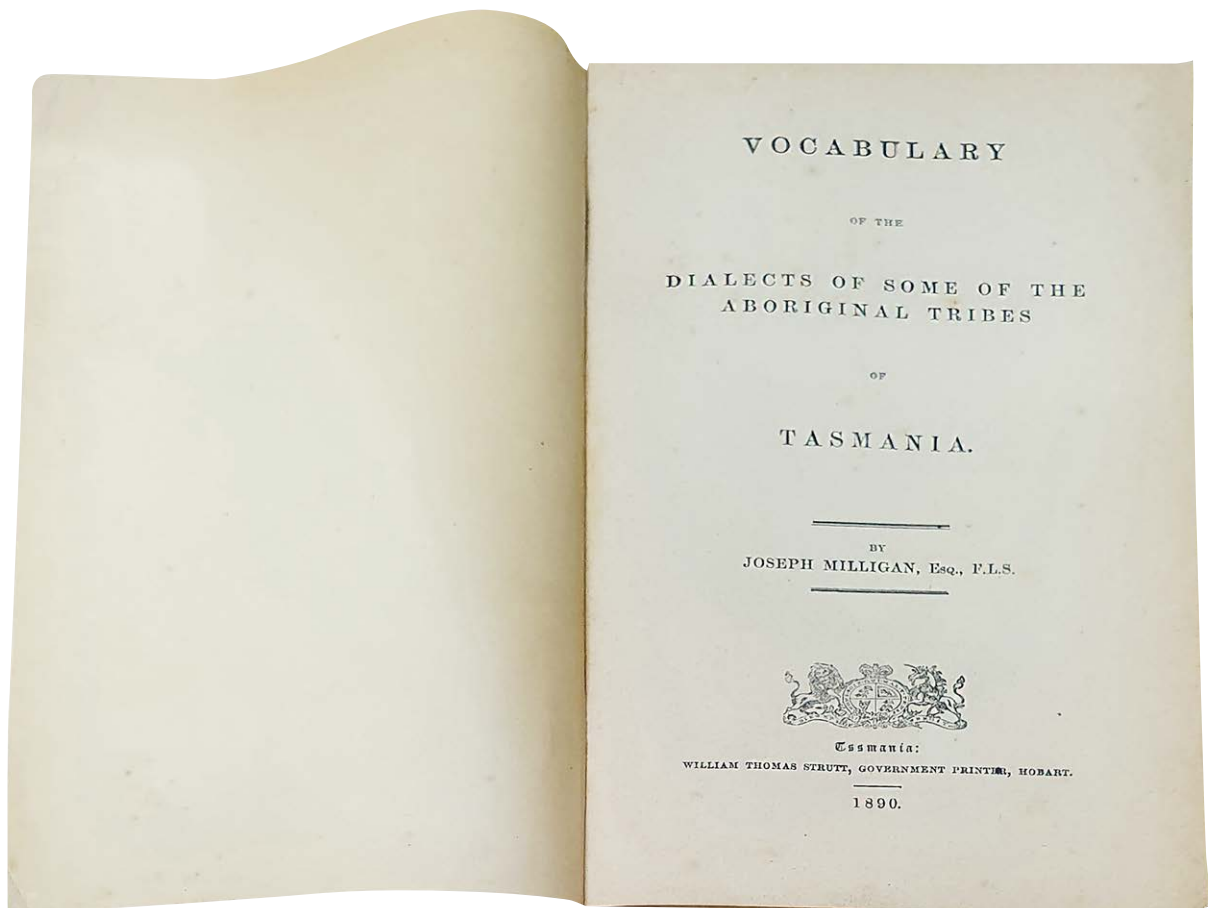 VOCABULARY
OF THE
DIALECTS OF SOME OF THE
ABORIGINAL TRIBES
OF
TASMANIA.
BY
JOSEPH MILLIGAN, Esq., F.L.S.
Tasmania:
WILLIAM THOMAS STRUTT, GOVERNMENT PRINTER, HOBART.
1890.